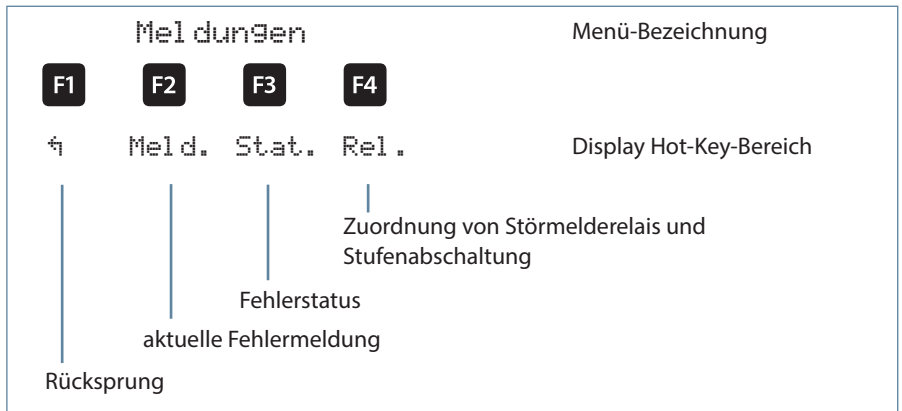 Meldungen Menü-Bezeichnung
F1 F2 F3 F4
↰ Meld. Stat. Rel. Display Hot-Key-Bereich
Zuordnung von Störmelderelais und
Stufenabschaltung
Fehlerstatus
aktuelle Fehlermeldung
Rücksprung